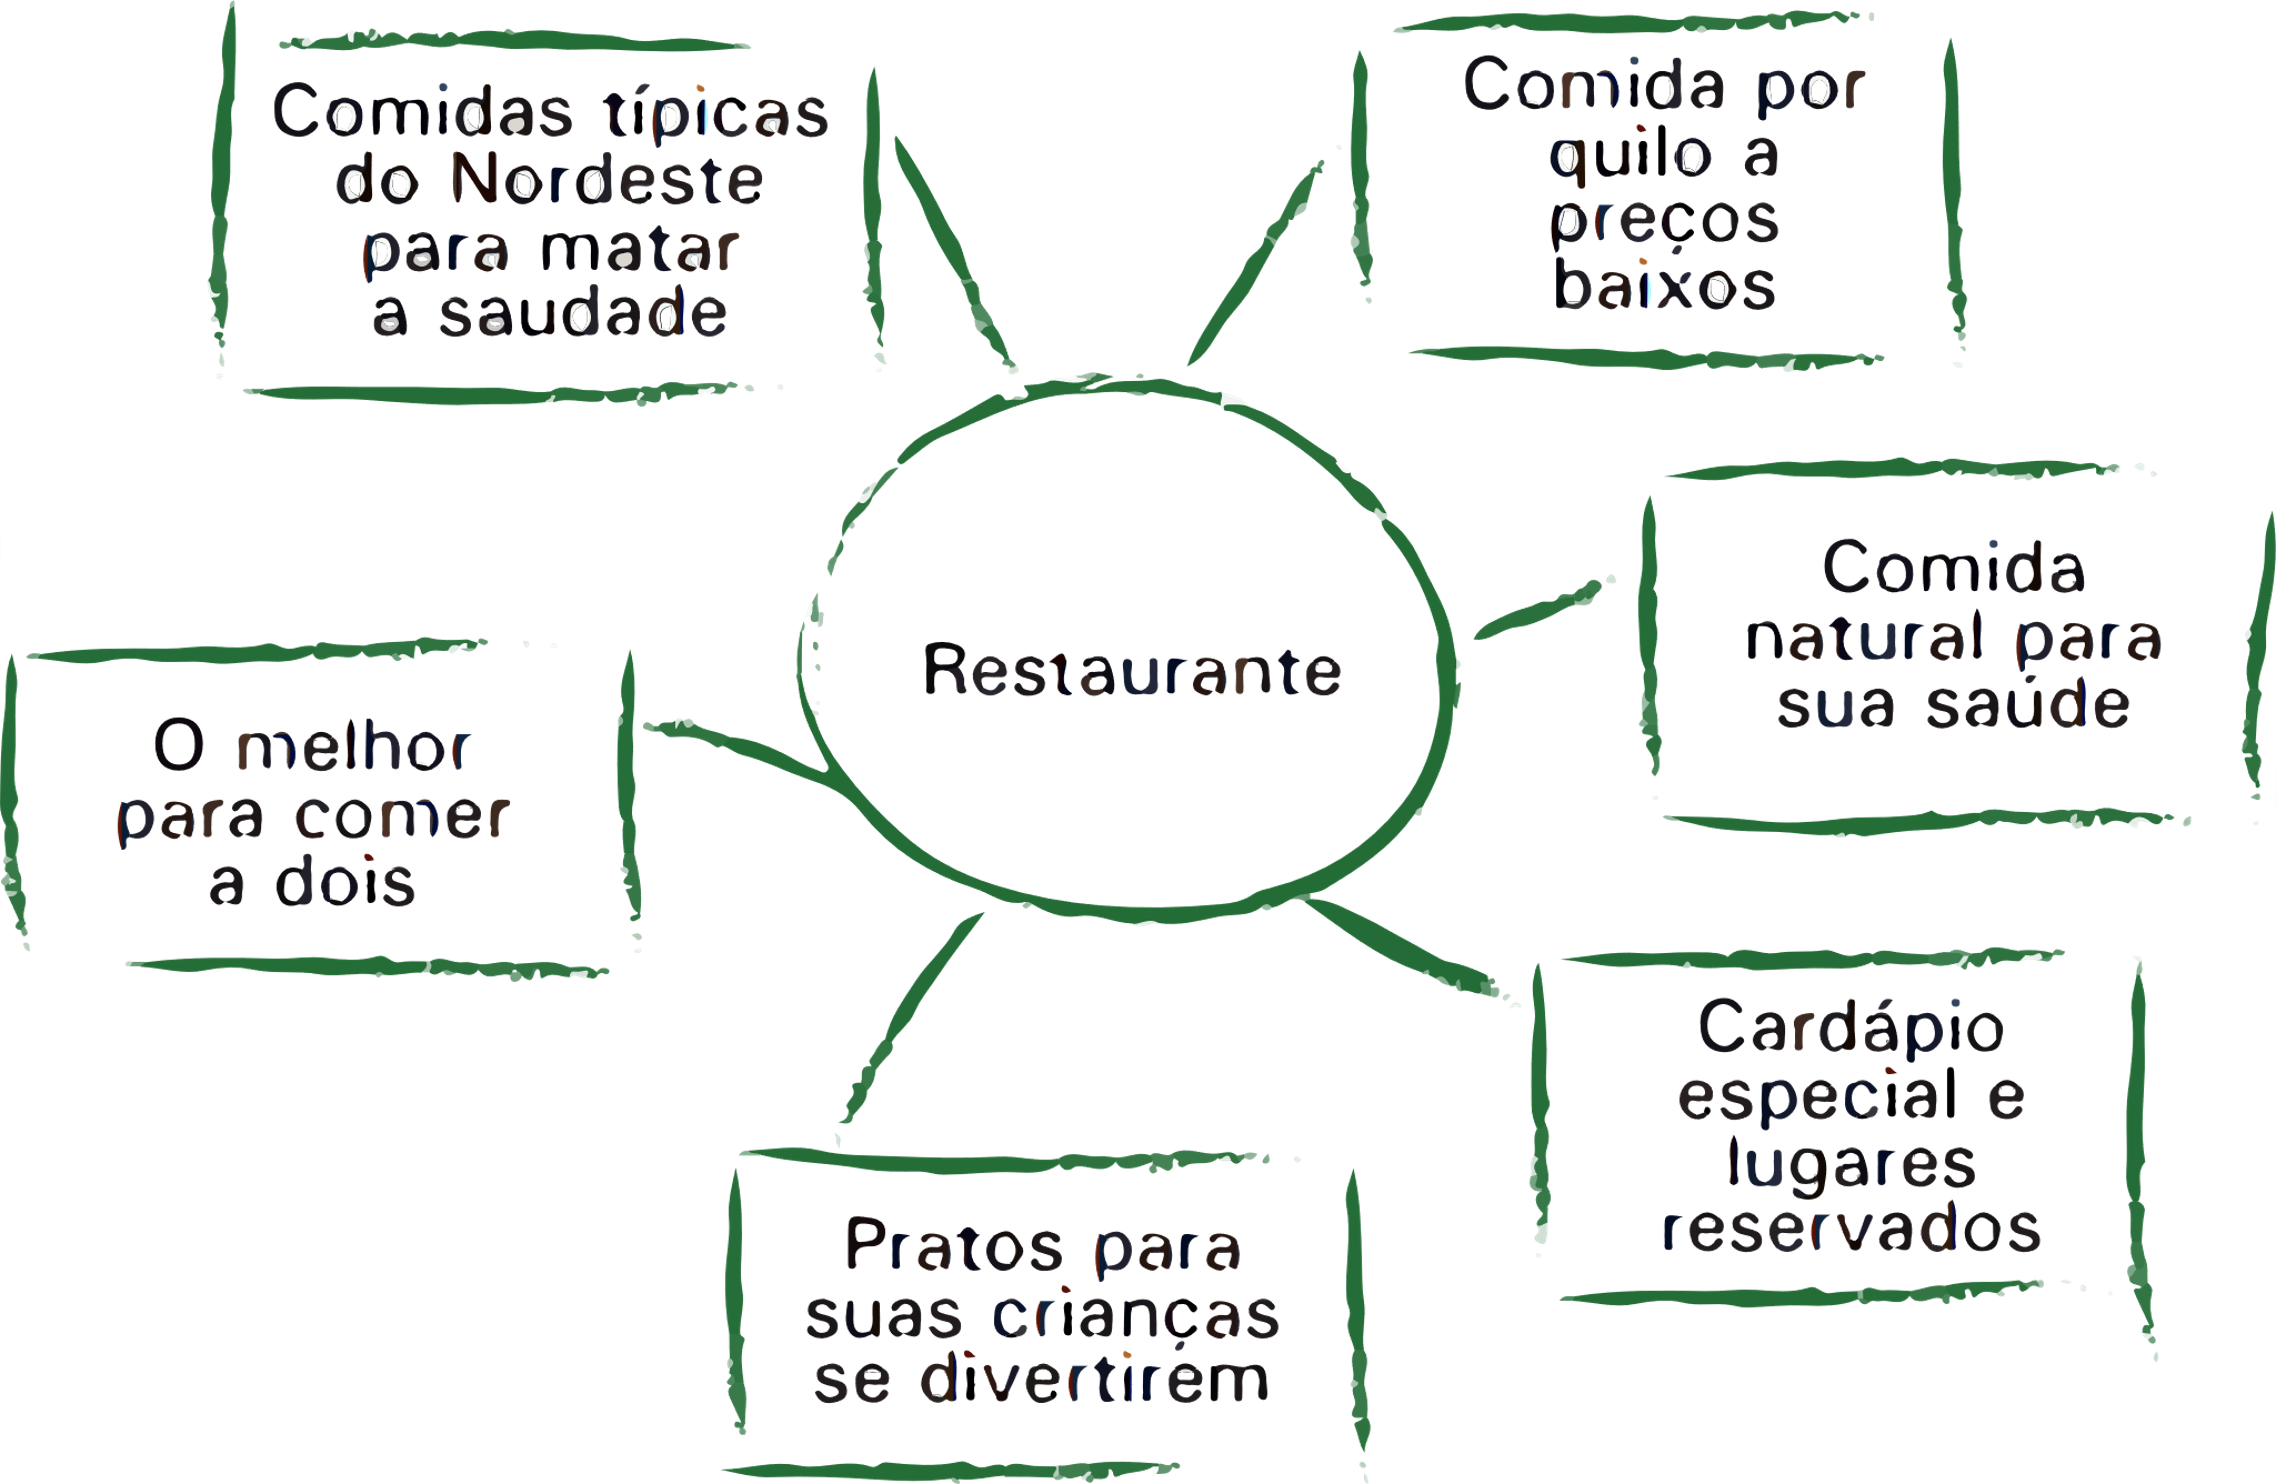 Comidas típicas
do Nordeste
para matar
a saudade
Comida por
quilo a
preços
baixos
Restaurante
Comida
natural para
sua saúde
O melhor
para comer
a dois
Cardápio
especial e
lugares
reservados
Pratos para
suas crianças
se divertirem